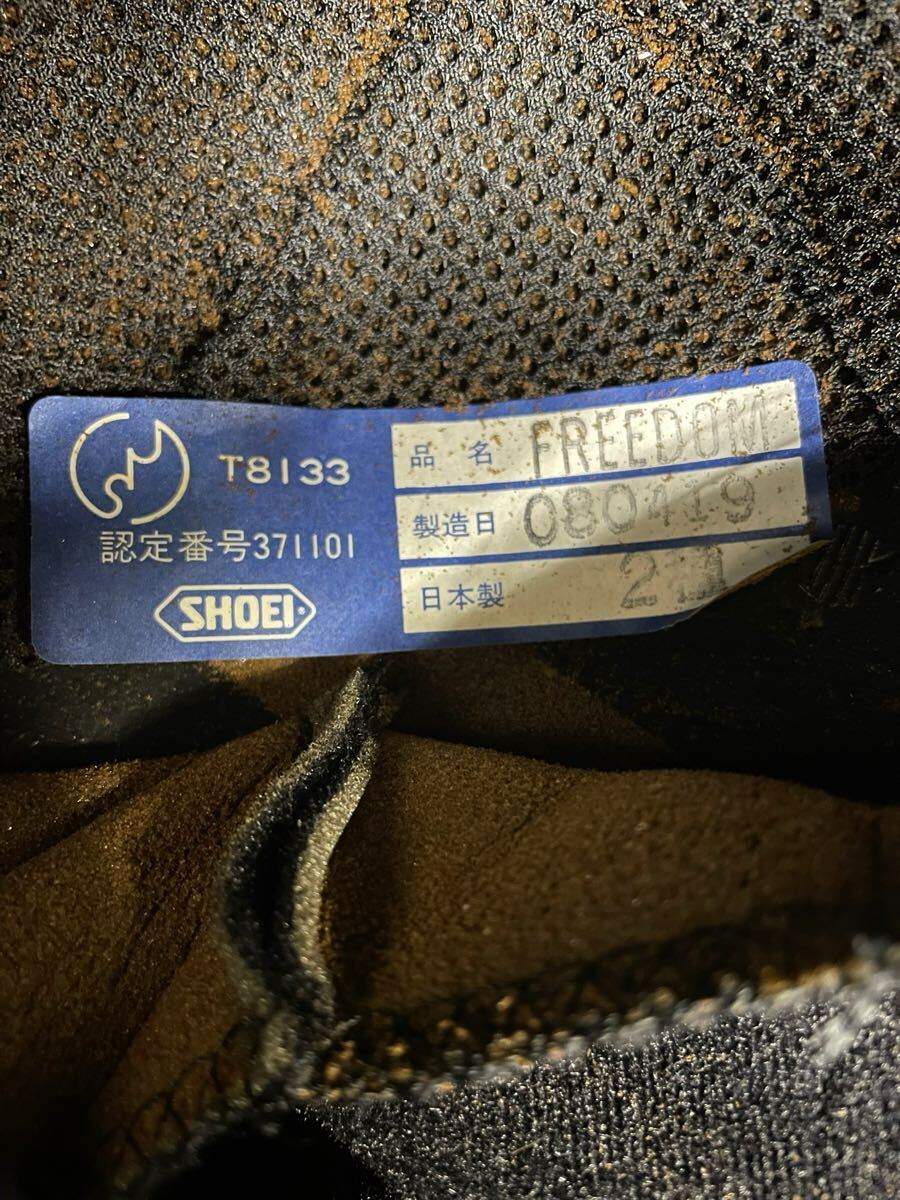 T8133
認定番号371101
SHOEI
品名 FREEDOM
製造日 080419
日本製